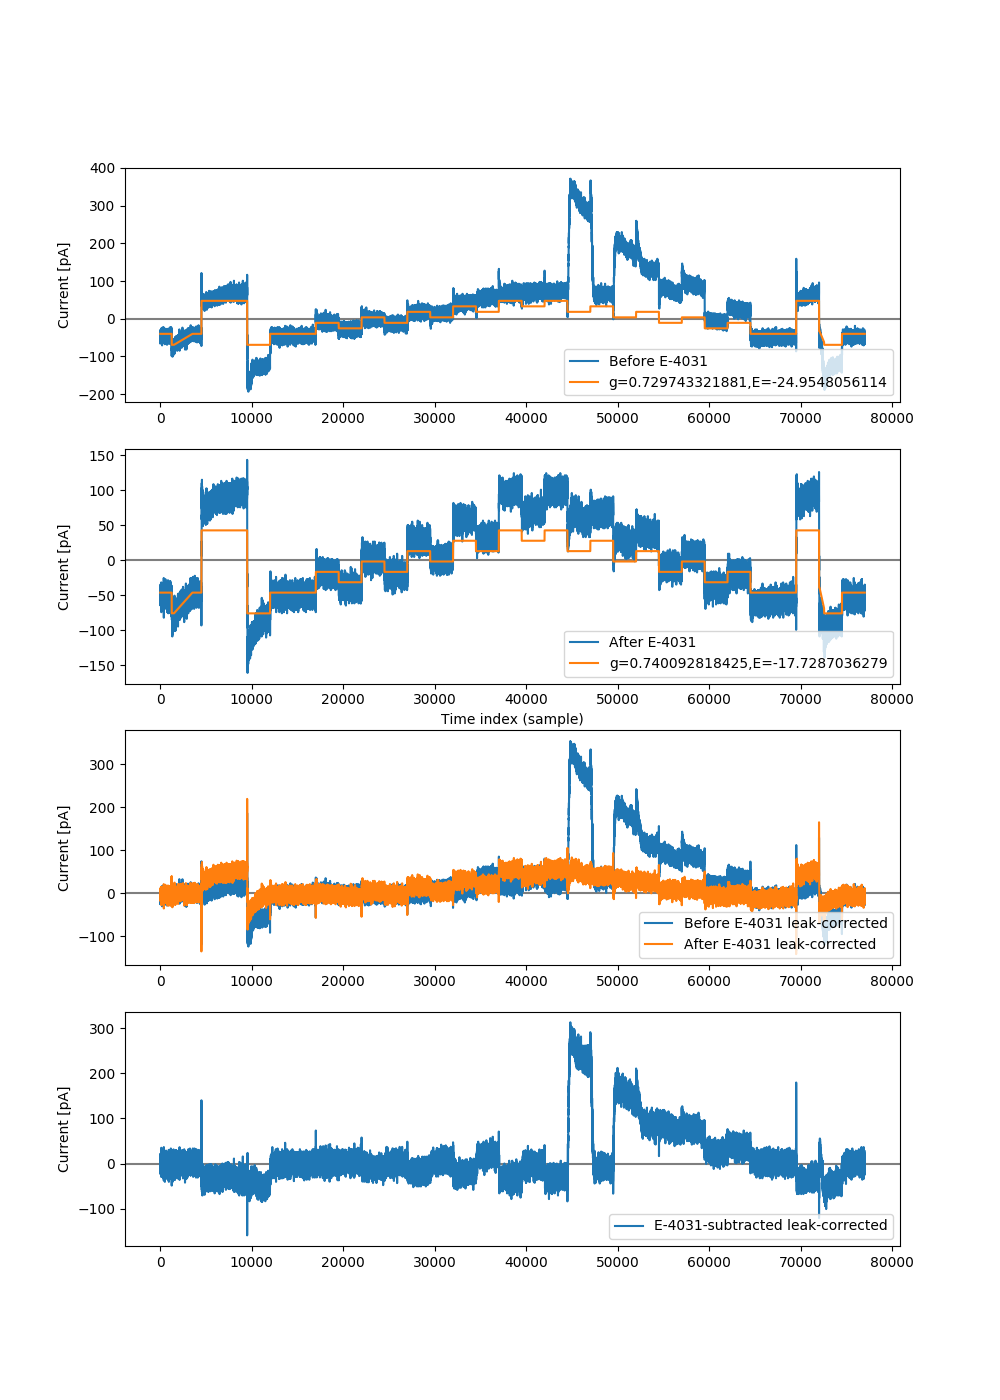 400
300
200
100
0
−100
−200
Current [pA]
Before E-4031
g=0.729743321881,E=-24.9548056114
0 10000 20000 30000 40000 50000 60000 70000 80000
150
100
50
0
−50
−100
−150
Current [pA]
After E-4031
g=0.740092818425,E=-17.7287036279
0 10000 20000 30000 40000 50000 60000 70000 80000
Time index (sample)
300
200
100
0
−100
Current [pA]
Before E-4031 leak-corrected
After E-4031 leak-corrected
0 10000 20000 30000 40000 50000 60000 70000 80000
300
200
100
0
−100
Current [pA]
E-4031-subtracted leak-corrected
0 10000 20000 30000 40000 50000 60000 70000 80000